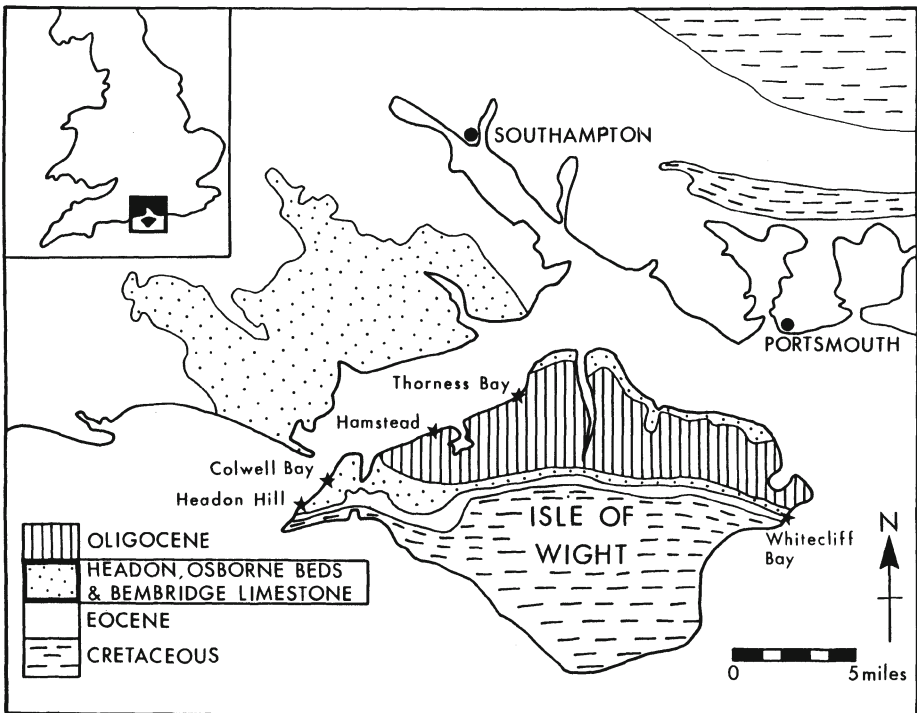 SOUTHAMPTON
PORTSMOUTH
Thorness Bay
Hamstead
Colwell Bay
Headon Hill
ISLE OF
WIGHT
Whitecliff
Bay
N
OLIGOCENE
HEADON, OSBORNE BEDS
& BEMBRIDGE LIMESTONE
EOCENE
CRETACEOUS
0 5 miles